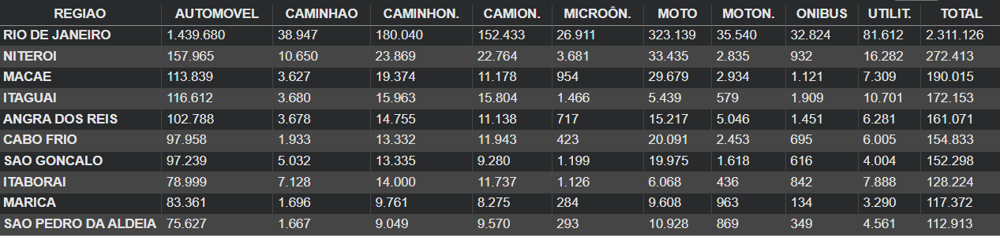 REGIAO AUTOMOVEL CAMINHAO CAMINHON. CAMION. MICROÔN. MOTO MOTON. ONIBUS UTILIT. TOTAL
RIO DE JANEIRO 1.439.680 38.947 180.040 152.433 26.911 323.139 35.540 32.824 81.612 2.311.126
NITEROI 157.965 10.650 23.869 22.764 3.681 33.435 2.835 932 16.282 272.413
MACAE 113.839 3.627 19.374 11.178 954 29.679 2.934 1.121 7.309 190.015
ITAGUAI 116.612 3.680 15.963 15.804 1.466 5.439 579 1.909 10.701 172.153
ANGRA DOS REIS 102.788 3.678 14.755 11.138 717 15.217 5.046 1.451 6.281 161.071
CABO FRIO 97.958 1.933 13.332 11.943 423 20.091 2.453 695 6.005 154.833
SAO GONCALO 97.239 5.032 13.335 9.280 1.199 19.975 1.618 616 4.004 152.298
ITABORAI 78.999 7.128 14.000 11.737 1.126 6.068 436 842 7.888 128.224
MARICA 83.361 1.696 9.761 8.275 284 9.608 963 134 3.290 117.372
SAO PEDRO DA ALDEIA 75.627 1.667 9.049 9.570 293 10.928 869 349 4.561 112.913